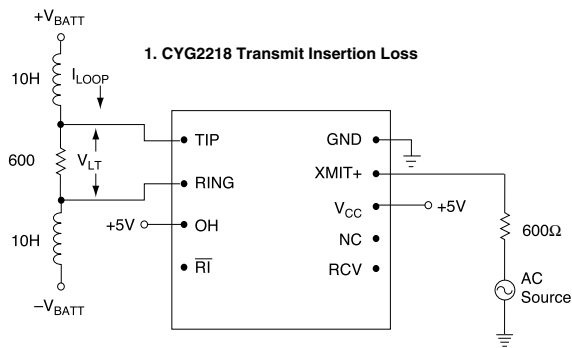 +VBATT
1. CYG2218 Transmit Insertion Loss
10H
ILOOP
TIP
GND
600
VLT
XMIT+
RING
VCC
+5V
+5V
OH
600Ω
10H
NC
R̅I̅
RCV
AC
Source
–VBATT